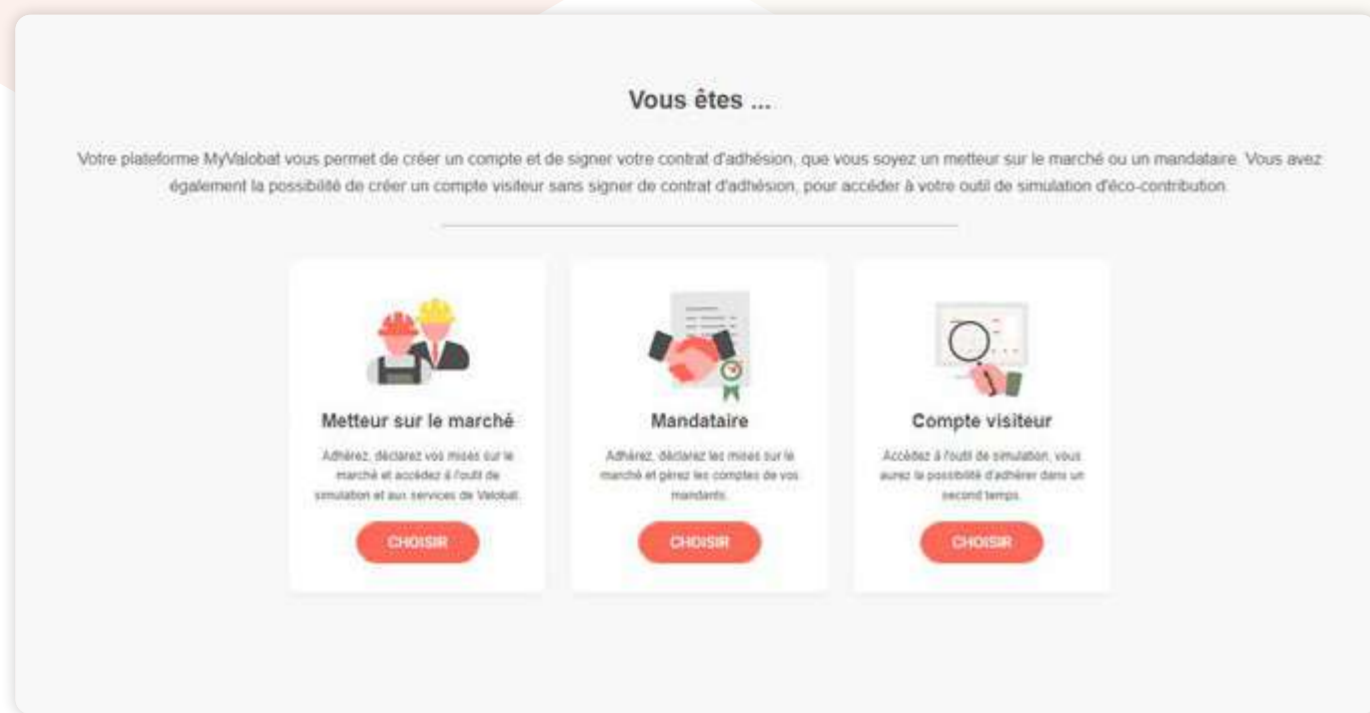 Vous êtes ...
Votre plateforme MyValobat vous permet de créer un compte et de signer votre contrat d'adhésion, que vous soyez un metteur sur le marché ou un mandataire. Vous avez
également la possibilité de créer un compte visiteur sans signer de contrat d'adhésion, pour accéder à votre outil de simulation d'éco-contribution.
Metteur sur le marché
Adhérez, déclarez vos mises sur le
marché et accédez à l'outil de
simulation et aux services de Valobat.
CHOISIR
Mandataire
Adhérez, déclarez les mises sur le
marché et gérez les comptes de vos
mandants.
CHOISIR
Compte visiteur
Accédez à l'outil de simulation, vous
aurez la possibilité d'adhérer dans un
second temps.
CHOISIR